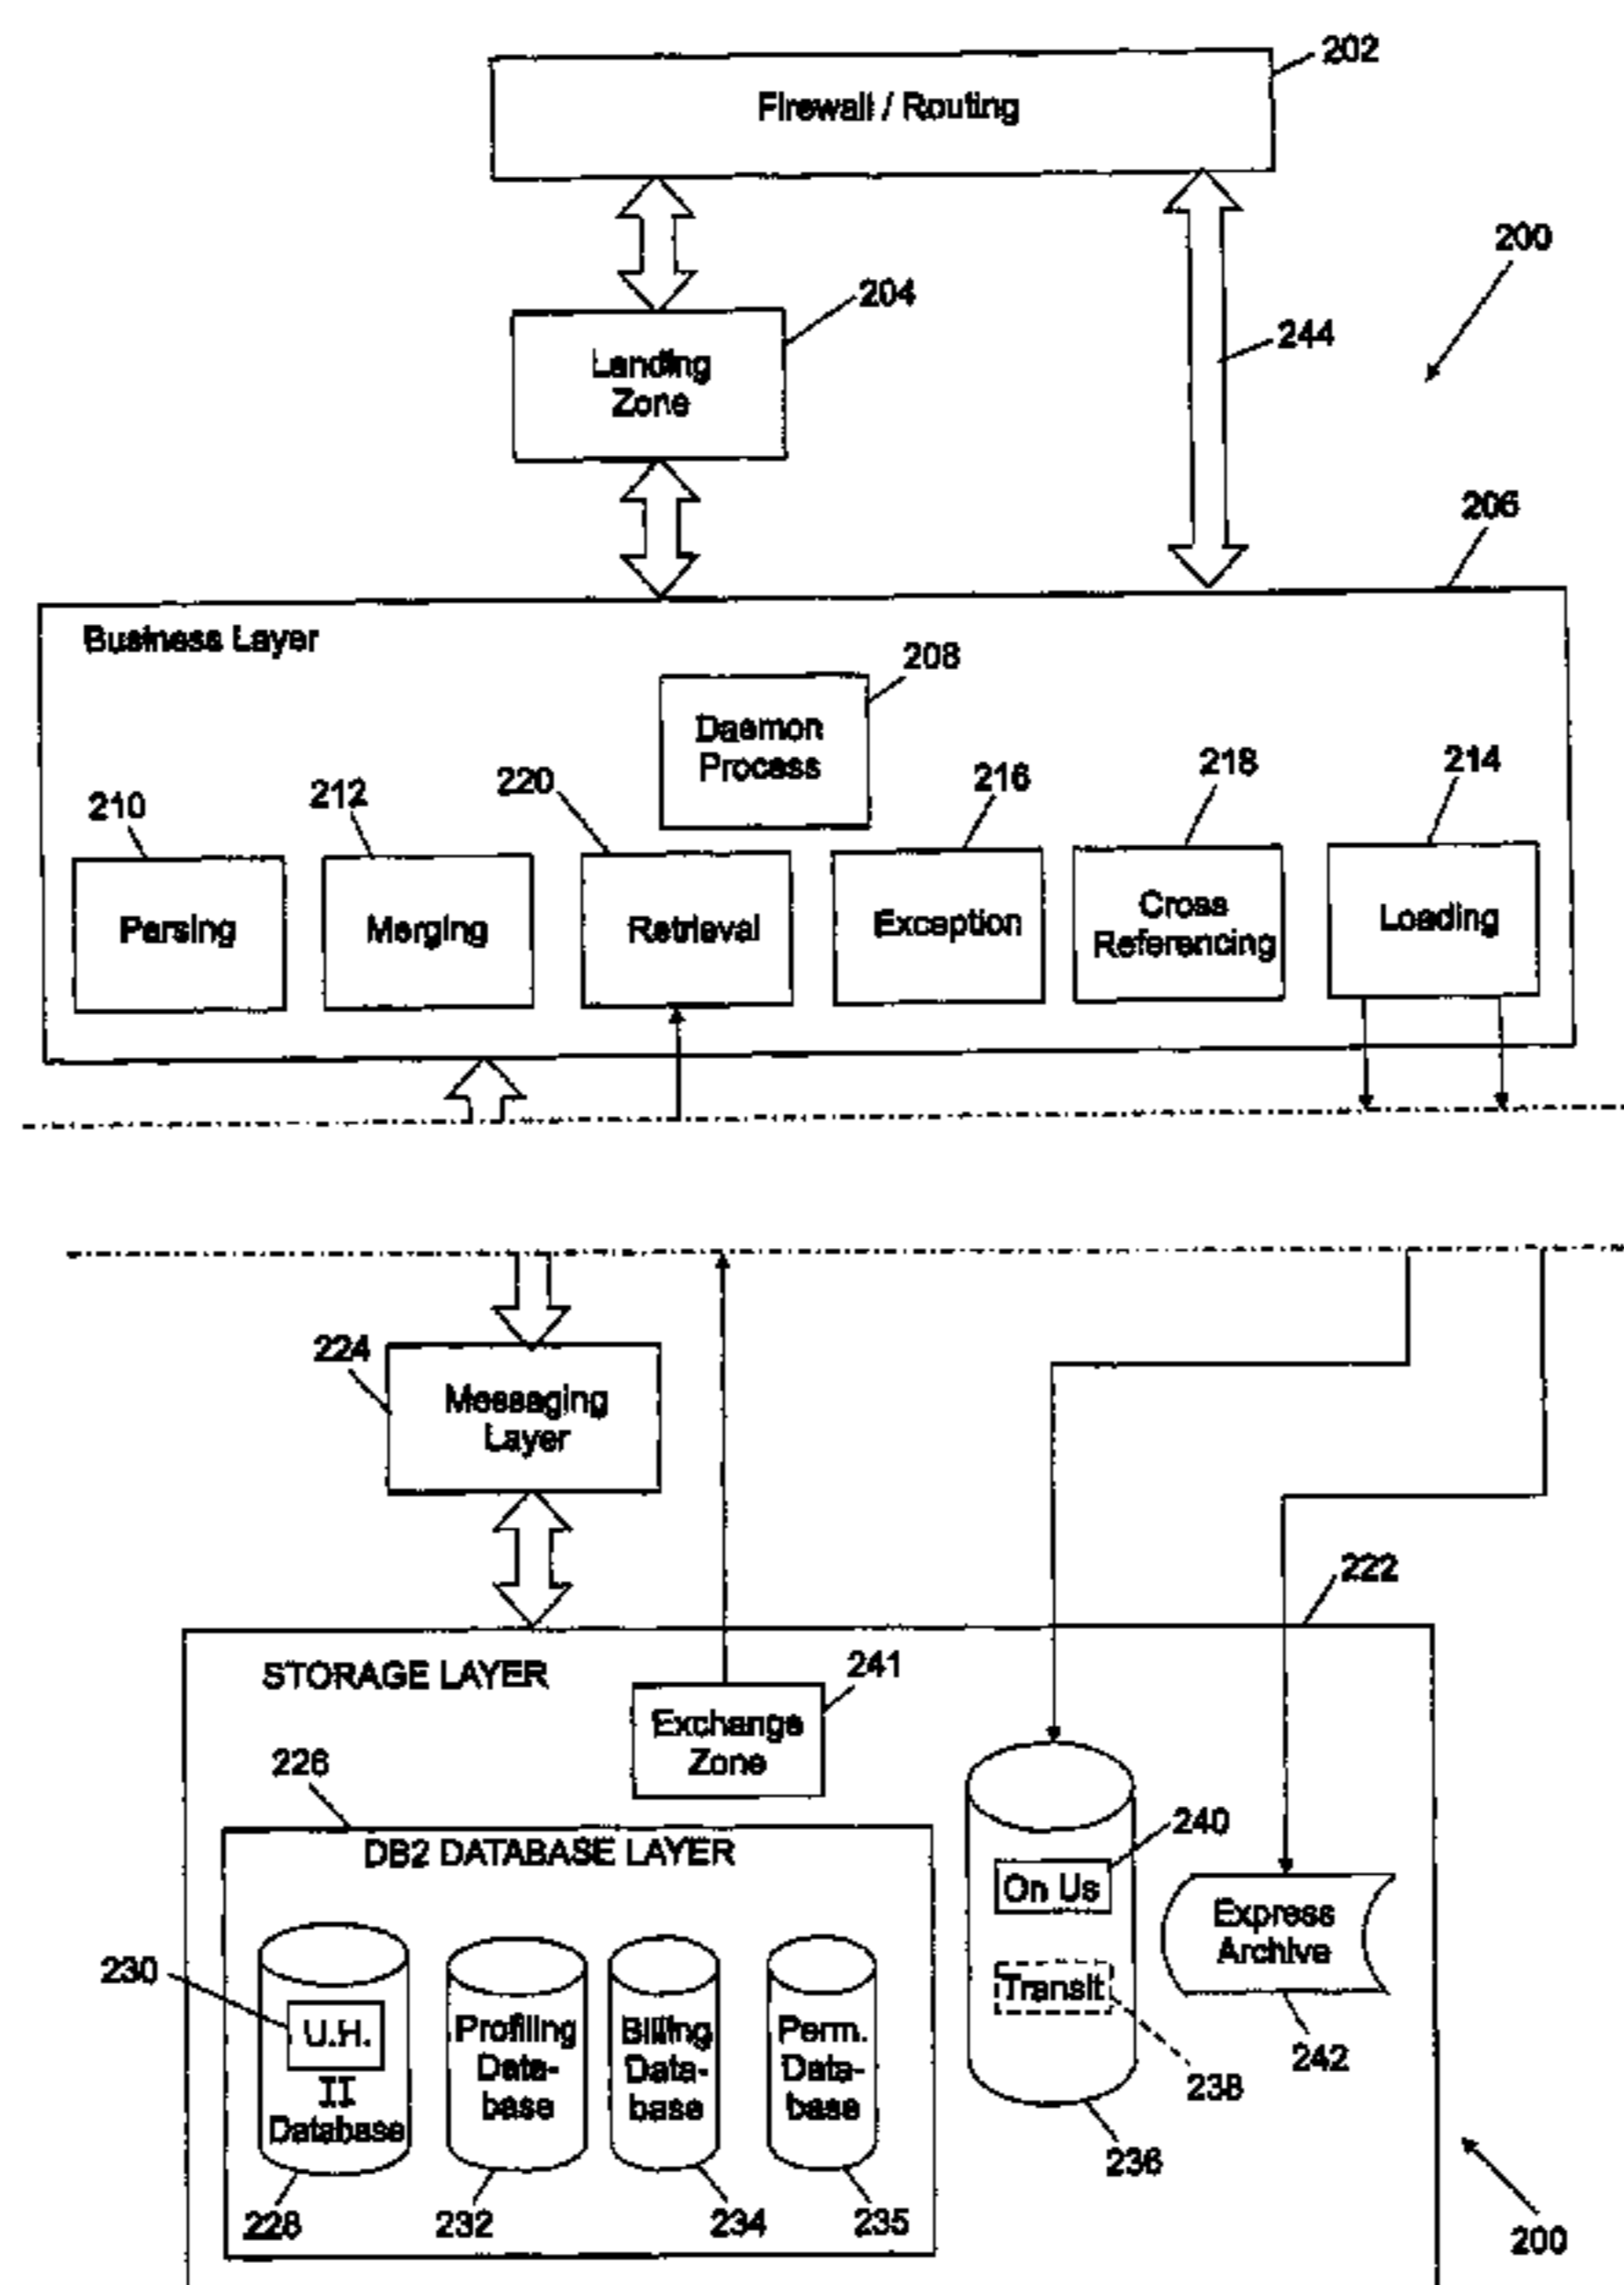 202
Firewall / Routing
200
204
244
Landing
Zone
206
Business Layer
208
Daemon
Process
210
212
220
216
218
214
Parsing
Merging
Retrieval
Exception
Cross
Referencing
Loading
224
Messaging
Layer
222
STORAGE LAYER
241
Exchange
Zone
226
DB2 DATABASE LAYER
240
On Us
Express
Archive
230
U.H.
II
Database
Profiling
Data-
base
Billing
Data-
base
Perm.
Data-
base
Transit
242
238
236
228
232
234
235
200